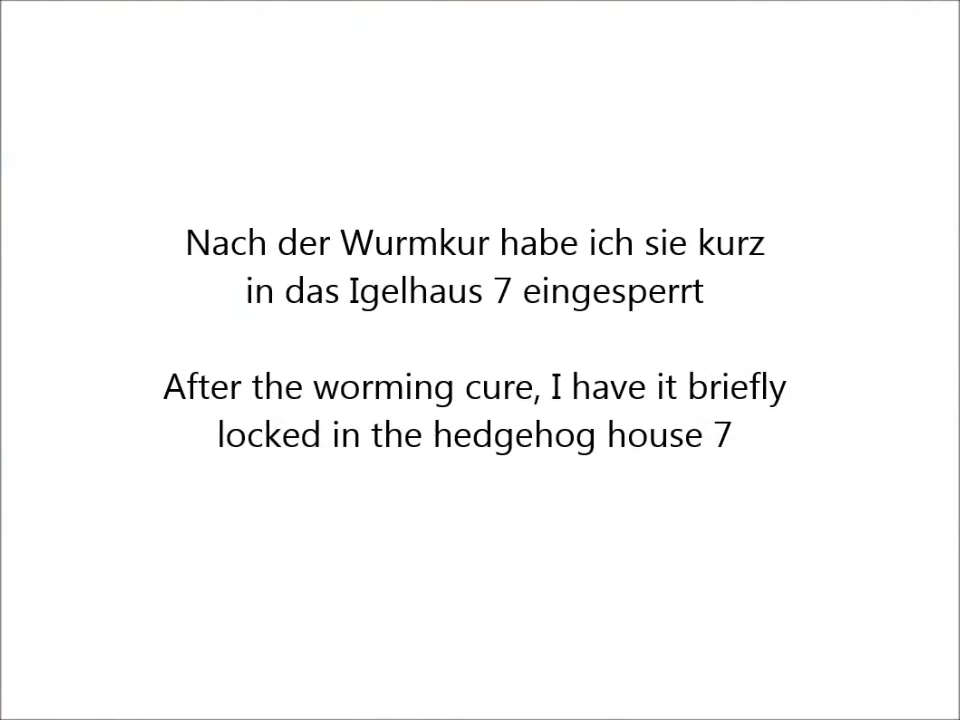 Nach der Wurmkur habe ich sie kurz
in das Igelhaus 7 eingesperrt
After the worming cure, I have it briefly
locked in the hedgehog house 7